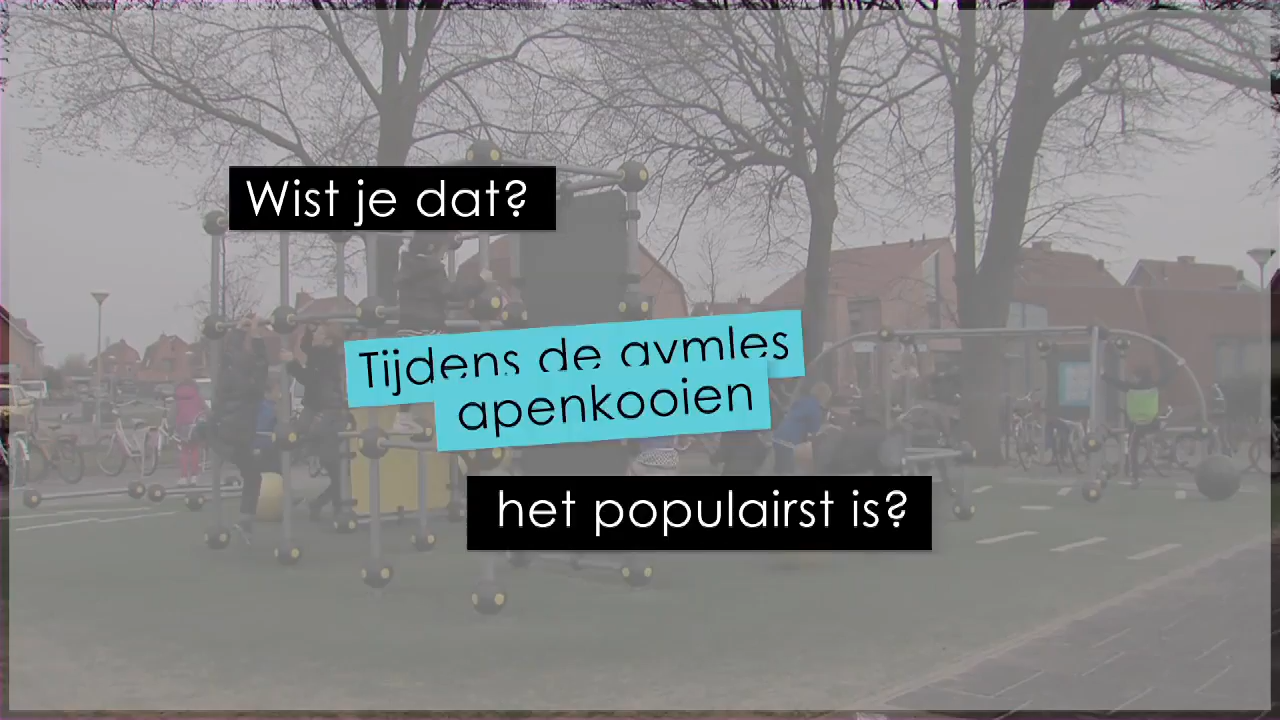 Wist je dat?
Tijdens de gymles
apenkooien
het populairst is?